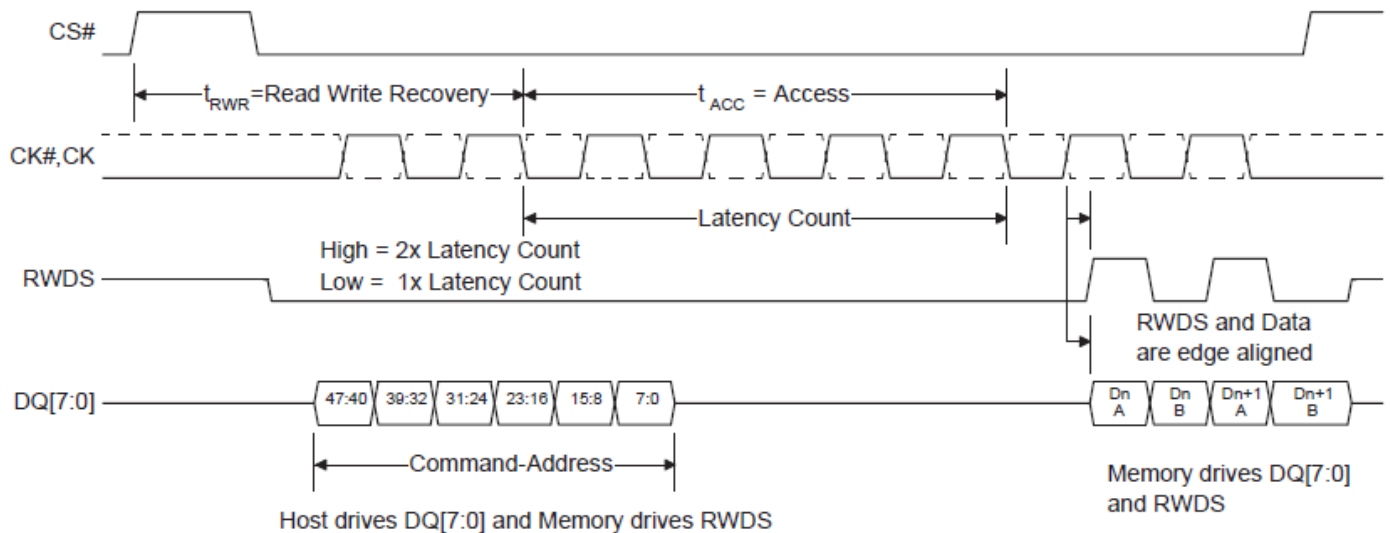 CS#
tRWR=Read Write Recovery
tACC = Access
CK#,CK
Latency Count
High = 2x Latency Count
Low = 1x Latency Count
RWDS
RWDS and Data
are edge aligned
DQ[7:0]
47:40 39:32 31:24 23:16 15:8 7:0
Dn A
Dn B
Dn+1 A
Dn+1 B
Command-Address
Memory drives DQ[7:0]
and RWDS
Host drives DQ[7:0] and Memory drives RWDS